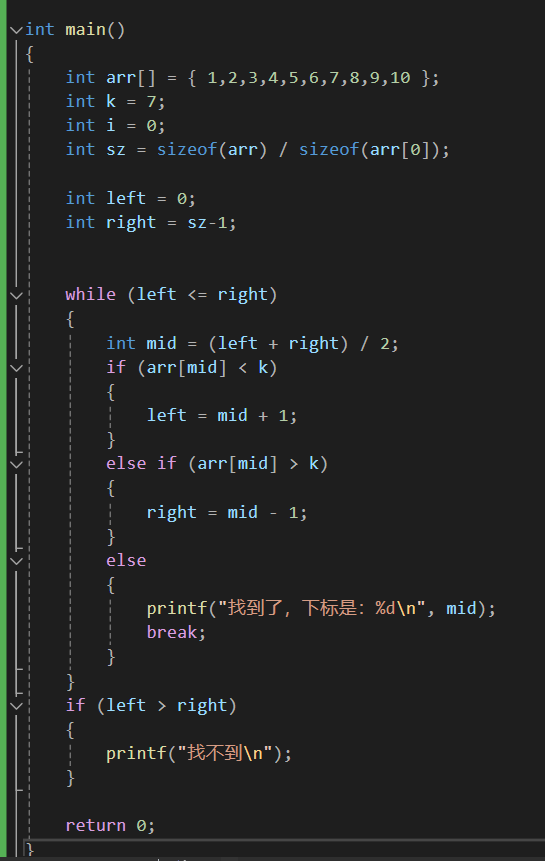 int main()
{
int arr[] = { 1,2,3,4,5,6,7,8,9,10 };
int k = 7;
int i = 0;
int sz = sizeof(arr) / sizeof(arr[0]);
int left = 0;
int right = sz-1;
while (left <= right)
{
int mid = (left + right) / 2;
if (arr[mid] < k)
{
left = mid + 1;
}
else if (arr[mid] > k)
{
right = mid - 1;
}
else
{
printf("找到了，下标是：%d\n", mid);
break;
}
}
if (left > right)
{
printf("找不到\n");
}
return 0;
}